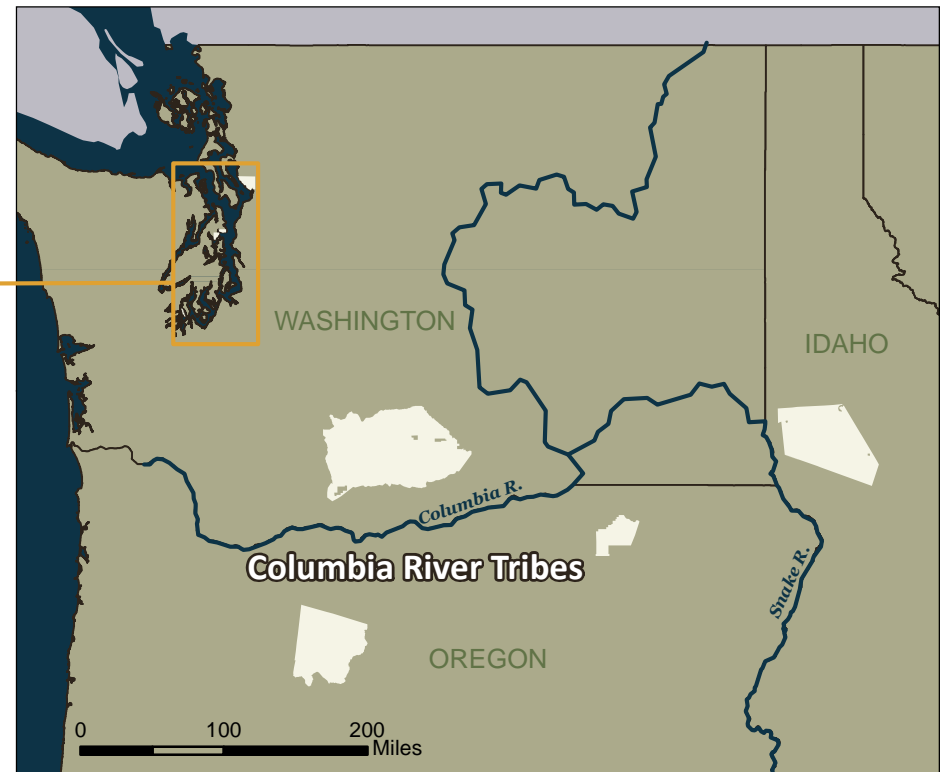 WASHINGTON
IDAHO
Columbia R.
Columbia River Tribes
Snake R.
OREGON
0 100 200
Miles